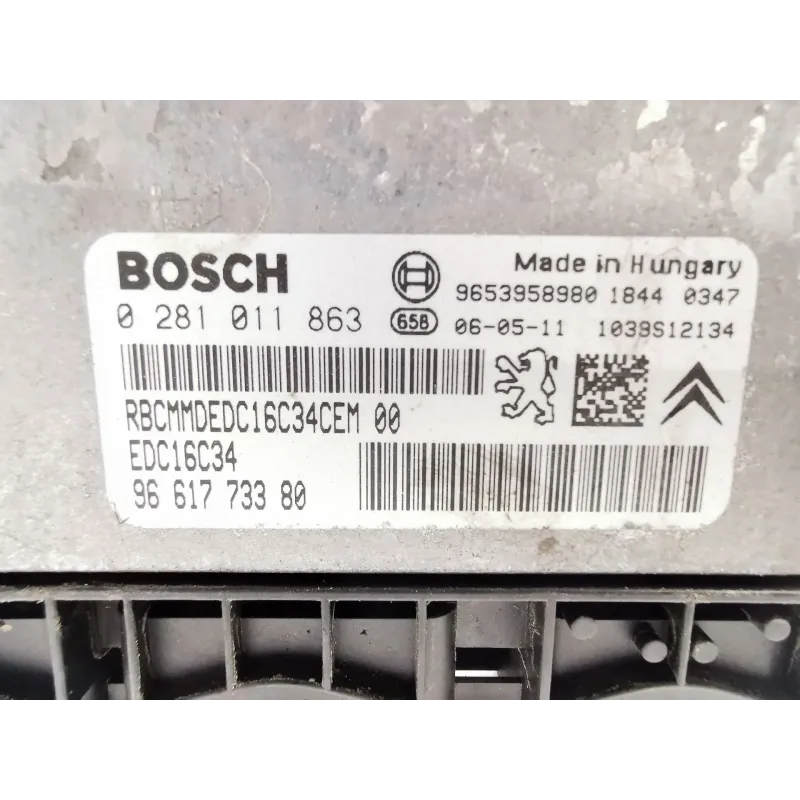 BOSCH
Made in Hungary
9653958980 1844 0347
0 281 011 863
658 06-05-11 1039S12134
RBCMMDEDC16C34CEM 00
EDC16C34
96 617 733 80